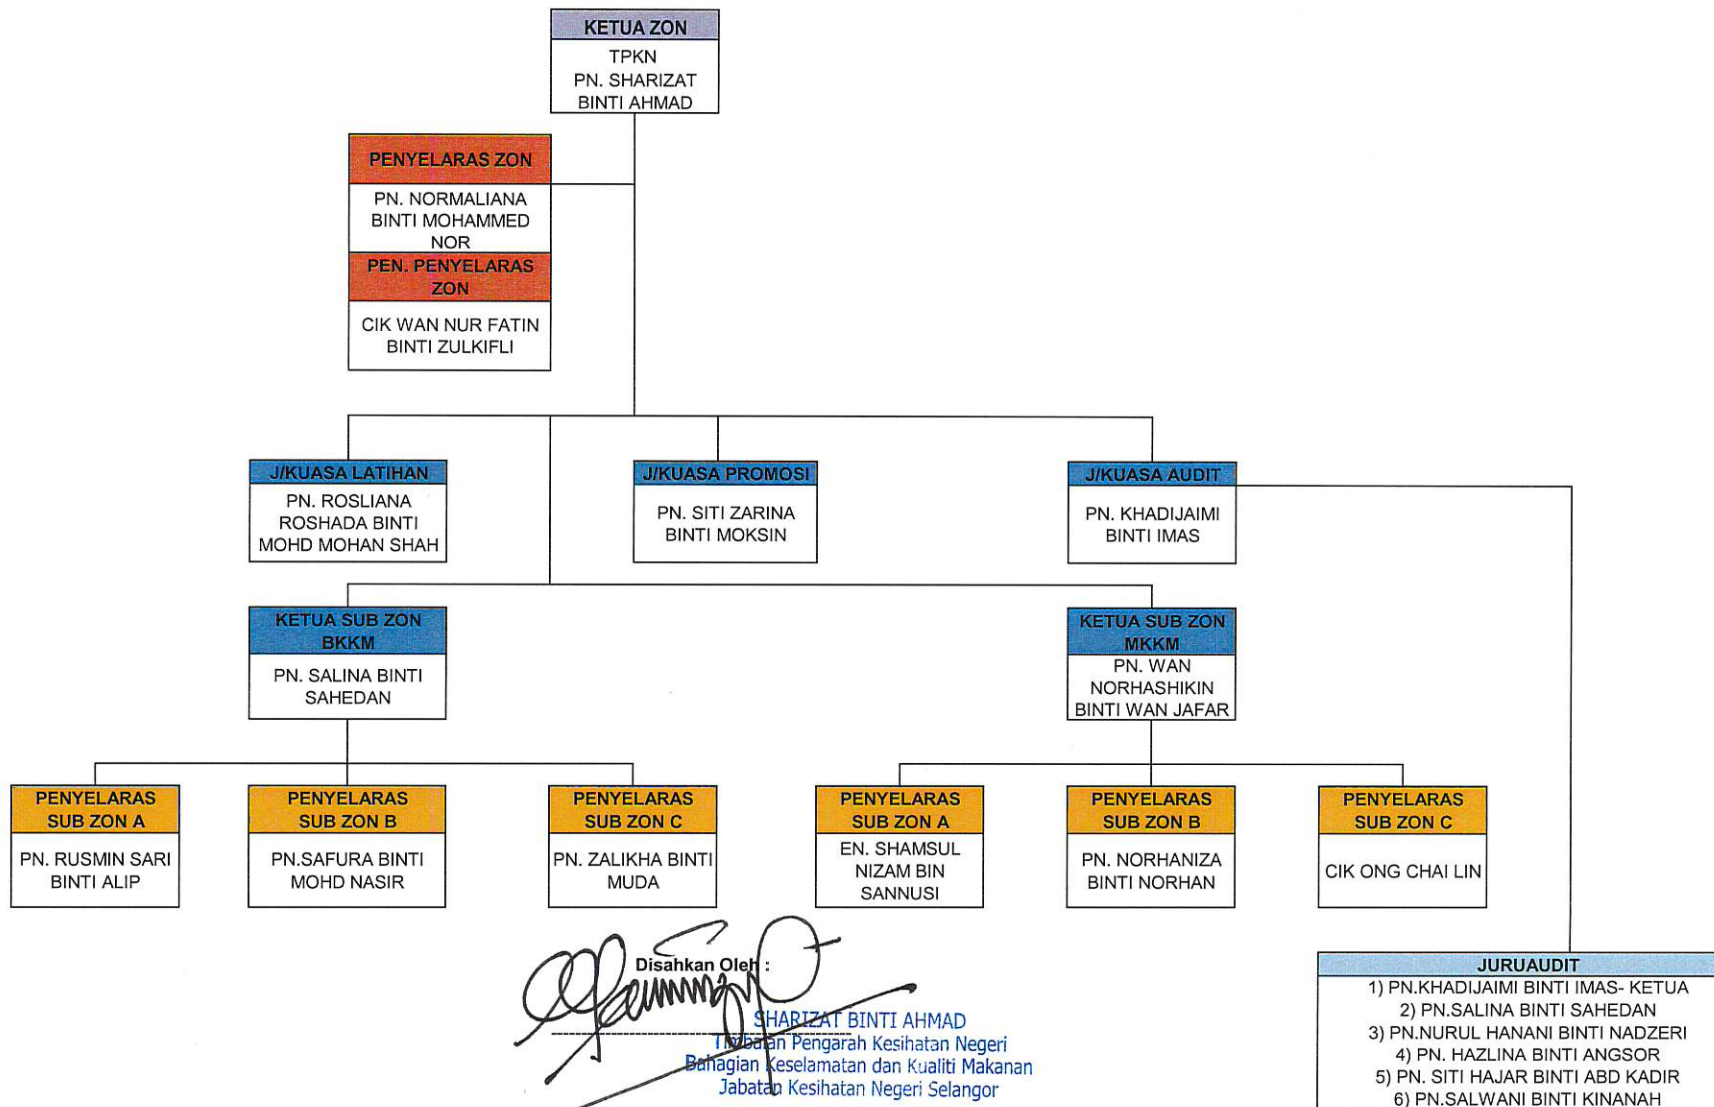 KETUA ZON
TPKN
PN. SHARIZAT
BINTI AHMAD
PENYELARAS ZON
PN. NORMALIANA
BINTI MOHAMMED
NOR
PEN. PENYELARAS
ZON
CIK WAN NUR FATIN
BINTI ZULKIFLI
J/KUASA LATIHAN
PN. ROSLIANA
ROSHADA BINTI
MOHD MOHAN SHAH
J/KUASA PROMOSI
PN. SITI ZARINA
BINTI MOKSIN
J/KUASA AUDIT
PN. KHADIJAIMI
BINTI IMAS
KETUA SUB ZON
BKKM
PN. SALINA BINTI
SAHEDAN
KETUA SUB ZON
MKKM
PN. WAN
NORHASHIKIN
BINTI WAN JAFAR
PENYELARAS
SUB ZON A
PN. RUSMIN SARI
BINTI ALIP
PENYELARAS
SUB ZON B
PN.SAFURA BINTI
MOHD NASIR
PENYELARAS
SUB ZON C
PN. ZALIKHA BINTI
MUDA
PENYELARAS
SUB ZON A
EN. SHAMSUL
NIZAM BIN
SANNUSI
PENYELARAS
SUB ZON B
PN. NORHANIZA
BINTI NORHAN
PENYELARAS
SUB ZON C
CIK ONG CHAI LIN
Disahkan Oleh :
SHARIZAT BINTI AHMAD
Timbalan Pengarah Kesihatan Negeri
Bahagian Keselamatan dan Kualiti Makanan
Jabatan Kesihatan Negeri Selangor
JURUAUDIT
1) PN.KHADIJAIMI BINTI IMAS- KETUA
2) PN.SALINA BINTI SAHEDAN
3) PN.NURUL HANANI BINTI NADZERI
4) PN. HAZLINA BINTI ANGSOR
5) PN. SITI HAJAR BINTI ABD KADIR
6) PN.SALWANI BINTI KINANAH